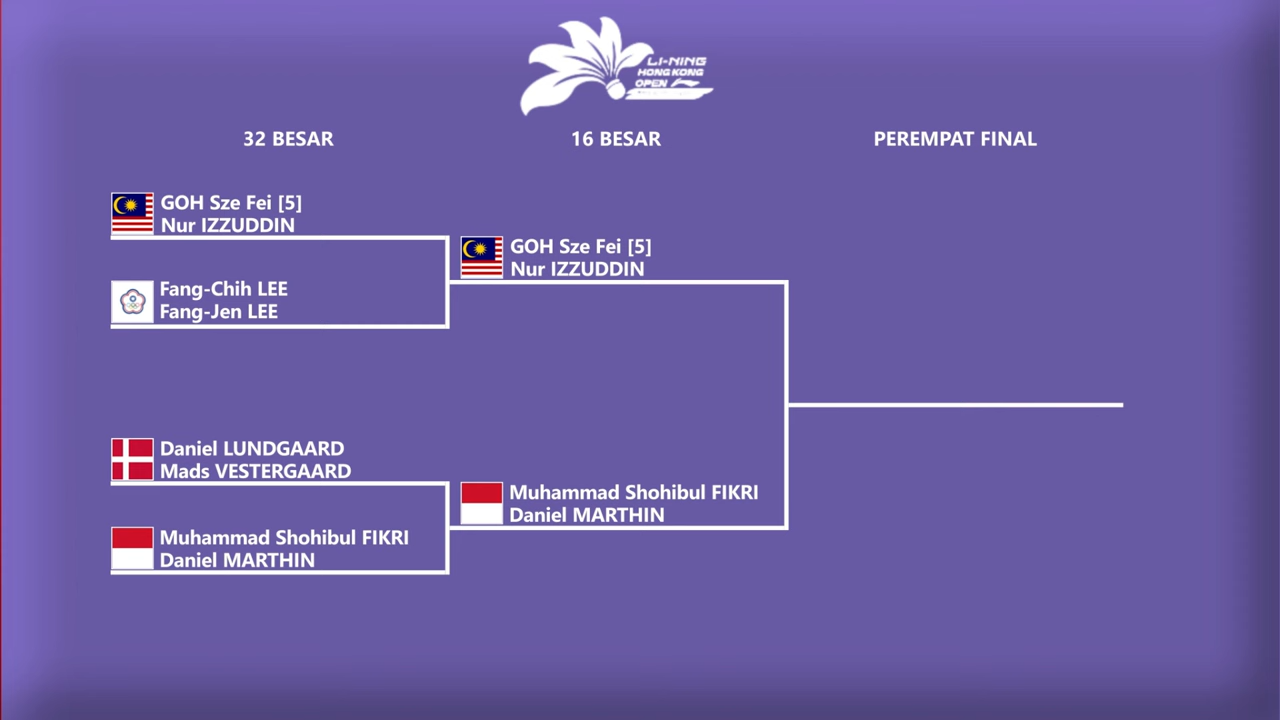 LI-NING
HONG KONG
OPEN
32 BESAR
16 BESAR
PEREMPAT FINAL
GOH Sze Fei [5]
Nur IZZUDDIN
GOH Sze Fei [5]
Nur IZZUDDIN
Fang-Chih LEE
Fang-Jen LEE
Daniel LUNDGAARD
Mads VESTERGAARD
Muhammad Shohibul FIKRI
Daniel MARTHIN
Muhammad Shohibul FIKRI
Daniel MARTHIN